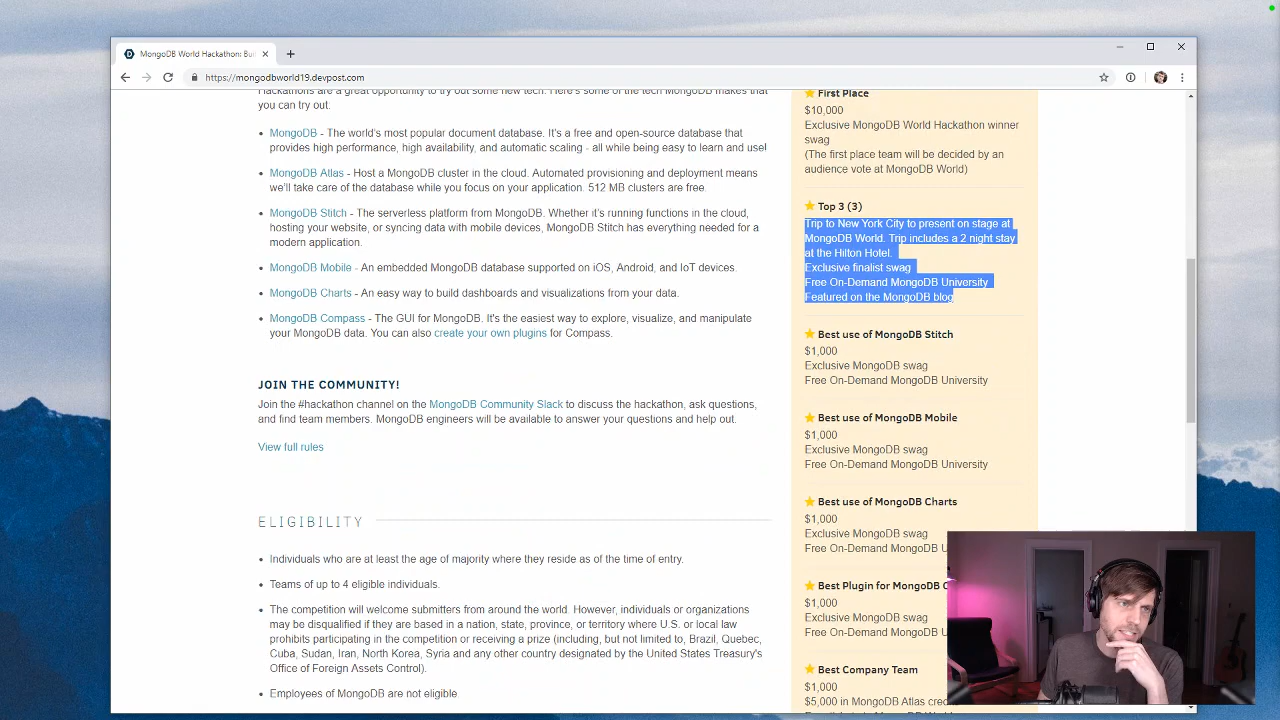 MongoDB World Hackathon: Bui
https://mongodbworld19.devpost.com
Hackathons are a great opportunity to try out some new tech. Here's some of the tech MongoDB makes that
you can try out:
MongoDB - The world's most popular document database. It's a free and open-source database that
provides high performance, high availability, and automatic scaling - all while being easy to learn and use!
MongoDB Atlas - Host a MongoDB cluster in the cloud. Automated provisioning and deployment means
we'll take care of the database while you focus on your application. 512 MB clusters are free.
MongoDB Stitch - The serverless platform from MongoDB. Whether it's running functions in the cloud,
hosting your website, or syncing data with mobile devices, MongoDB Stitch has everything needed for a
modern application.
MongoDB Mobile - An embedded MongoDB database supported on iOS, Android, and IoT devices.
MongoDB Charts - An easy way to build dashboards and visualizations from your data.
MongoDB Compass - The GUI for MongoDB. It's the easiest way to explore, visualize, and manipulate
your MongoDB data. You can also create your own plugins for Compass.
JOIN THE COMMUNITY!
Join the #hackathon channel on the MongoDB Community Slack to discuss the hackathon, ask questions,
and find team members. MongoDB engineers will be available to answer your questions and help out.
View full rules
ELIGIBILITY
Individuals who are at least the age of majority where they reside as of the time of entry.
Teams of up to 4 eligible individuals.
The competition will welcome submitters from around the world. However, individuals or organizations
may be disqualified if they are based in a nation, state, province, or territory where U.S. or local law
prohibits participating in the competition or receiving a prize (including, but not limited to, Brazil, Quebec,
Cuba, Sudan, Iran, North Korea, Syria and any other country designated by the United States Treasury's
Office of Foreign Assets Control).
Employees of MongoDB are not eligible
First Place
$10,000
Exclusive MongoDB World Hackathon winner
swag
(The first place team will be decided by an
audience vote at MongoDB World)
Top 3 (3)
Trip to New York City to present on stage at
MongoDB World. Trip includes a 2 night stay
at the Hilton Hotel.
Exclusive finalist swag
Free On-Demand MongoDB University
Featured on the MongoDB blog
Best use of MongoDB Stitch
$1,000
Exclusive MongoDB swag
Free On-Demand MongoDB University
Best use of MongoDB Mobile
$1,000
Exclusive MongoDB swag
Free On-Demand MongoDB University
Best use of MongoDB Charts
$1,000
Exclusive MongoDB swag
Free On-Demand MongoDB U
Best Plugin for MongoDB C
$1,000
Exclusive MongoDB swag
Free On-Demand MongoDB U
Best Company Team
$1,000
$5,000 in MongoDB Atlas credi